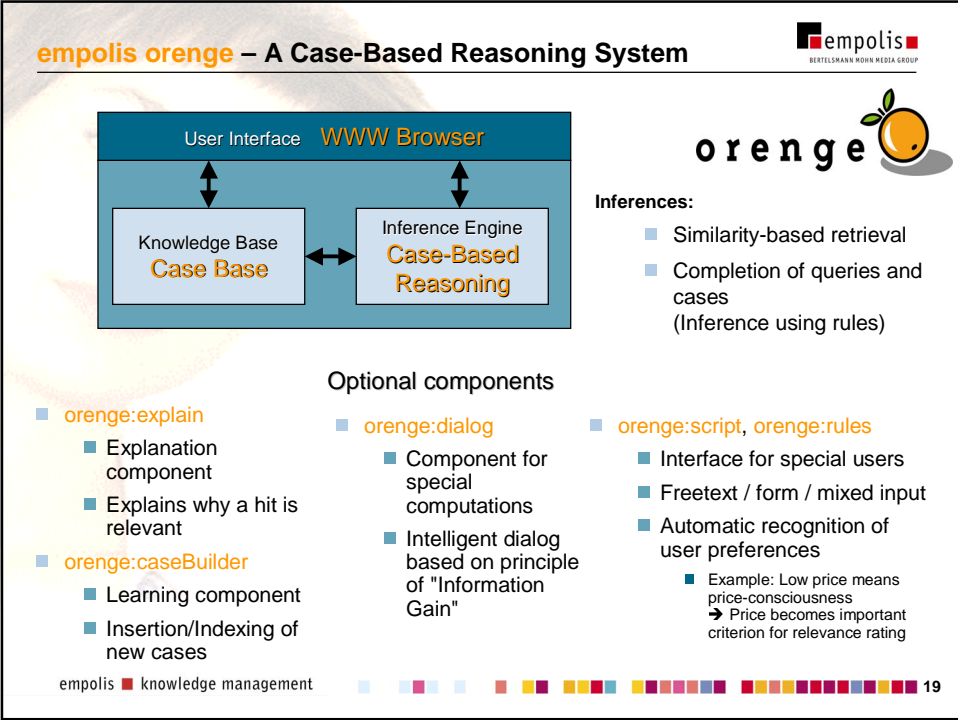 empolis orenge – A Case-Based Reasoning System
empolis
BERTELSMANN MOHN MEDIA GROUP
User Interface WWW Browser
Knowledge Base
Case Base
Inference Engine
Case-Based
Reasoning
orenge
Inferences:
Similarity-based retrieval
Completion of queries and
cases
(Inference using rules)
Optional components
orenge:explain
Explanation
component
Explains why a hit is
relevant
orenge:caseBuilder
Learning component
Insertion/Indexing of
new cases
orenge:dialog
Component for
special
computations
Intelligent dialog
based on principle
of "Information
Gain"
orenge:script, orenge:rules
Interface for special users
Freetext / form / mixed input
Automatic recognition of
user preferences
Example: Low price means
price-consciousness
➔ Price becomes important
criterion for relevance rating
empolis knowledge management
19